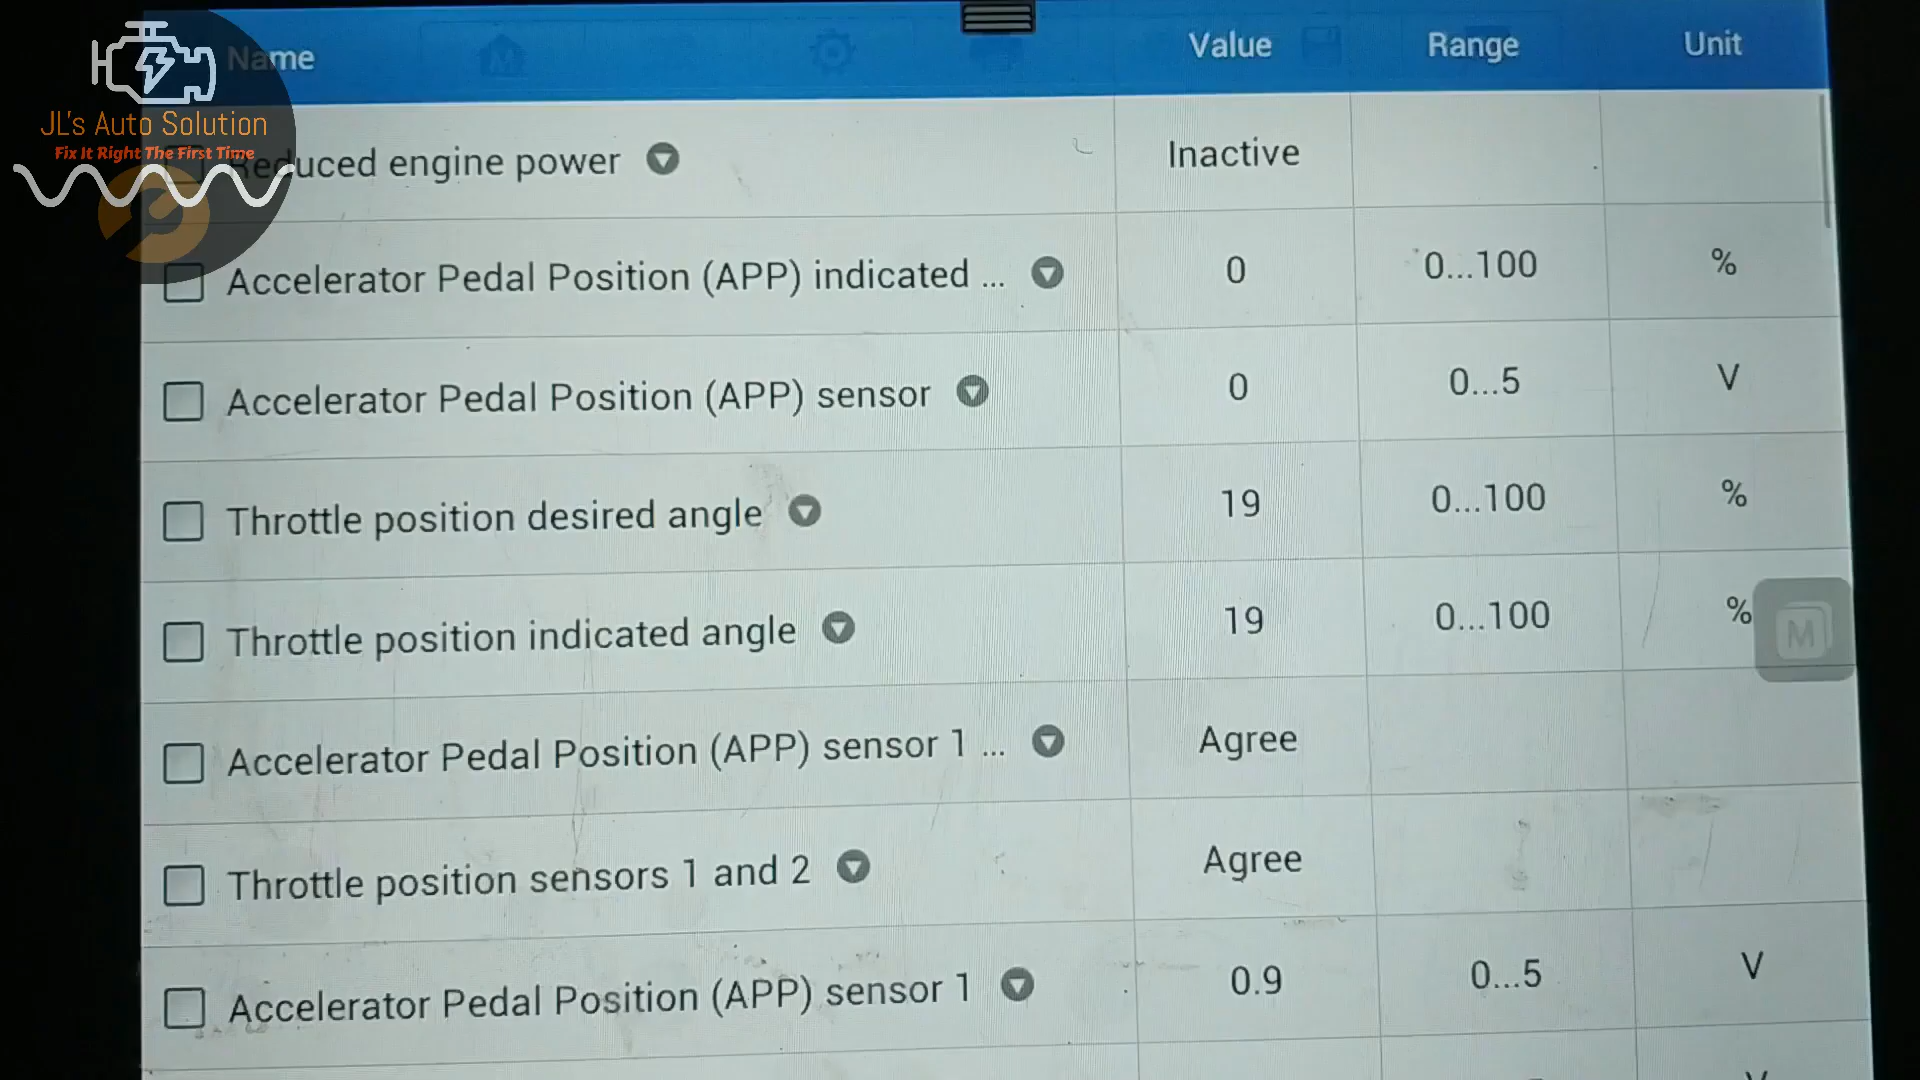 Name Value Range Unit
JL's Auto Solution
Fix It Right The First Time
Reduced engine power Inactive
Accelerator Pedal Position (APP) indicated ... 0 0...100 %
Accelerator Pedal Position (APP) sensor 0 0...5 V
Throttle position desired angle 19 0...100 %
Throttle position indicated angle 19 0...100 %
M
Accelerator Pedal Position (APP) sensor 1 ... Agree
Throttle position sensors 1 and 2 Agree
Accelerator Pedal Position (APP) sensor 1 0.9 0...5 V